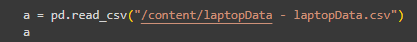 a = pd.read_csv("/content/laptopData - laptopData.csv")
a